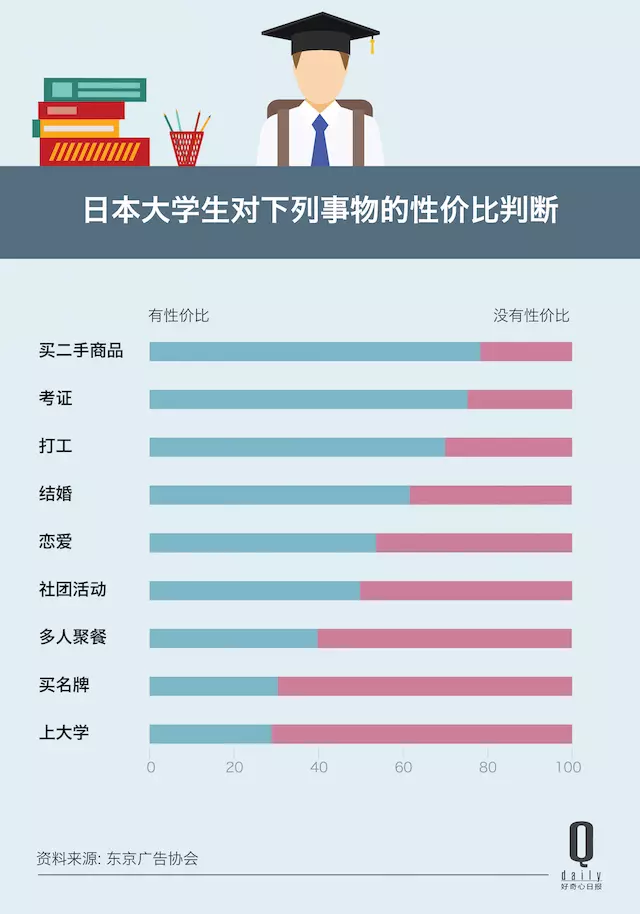 日本大学生对下列事物的性价比判断
有性价比 没有性价比
买二手商品
考证
打工
结婚
恋爱
社团活动
多人聚餐
买名牌
上大学
0 20 40 60 80 100
资料来源: 东京广告协会
Q
daily
好奇心日报